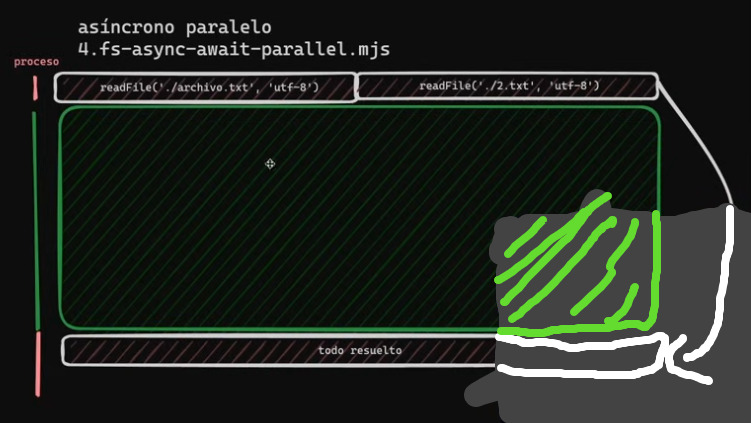 asíncrono paralelo
4.fs-async-await-parallel.mjs
proceso
readFile('./archivo.txt', 'utf-8')
readFile('./2.txt', 'utf-8')
todo resuelto